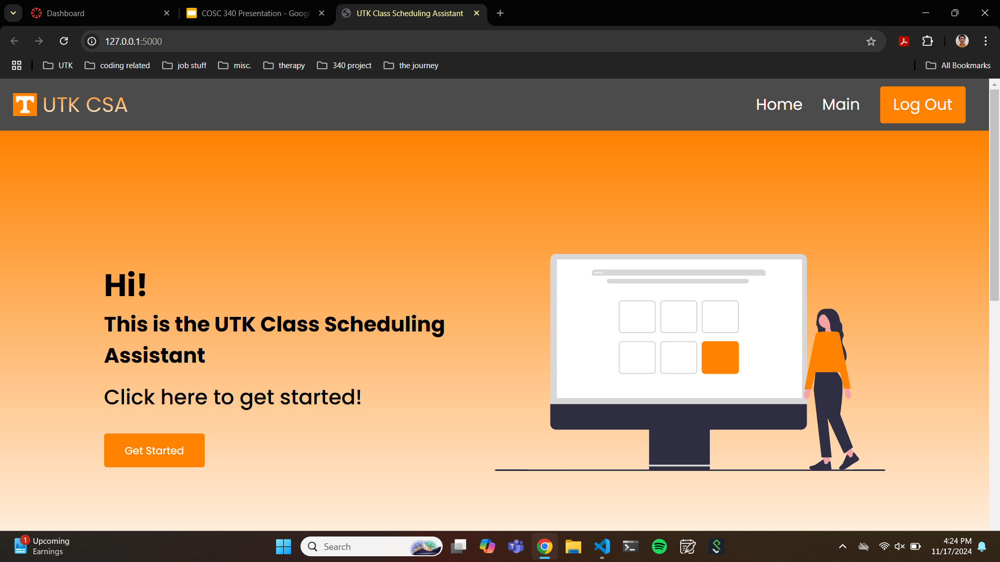 Dashboard
COSC 340 Presentation - Googl
UTK Class Scheduling Assistant
127.0.0.1:5000
UTK
coding related
job stuff
misc.
therapy
340 project
the journey
All Bookmarks
T UTK CSA
Home
Main
Log Out
Hi!
This is the UTK Class Scheduling
Assistant
Click here to get started!
Get Started
1
Upcoming
Earnings
Search
4:24 PM
11/17/2024